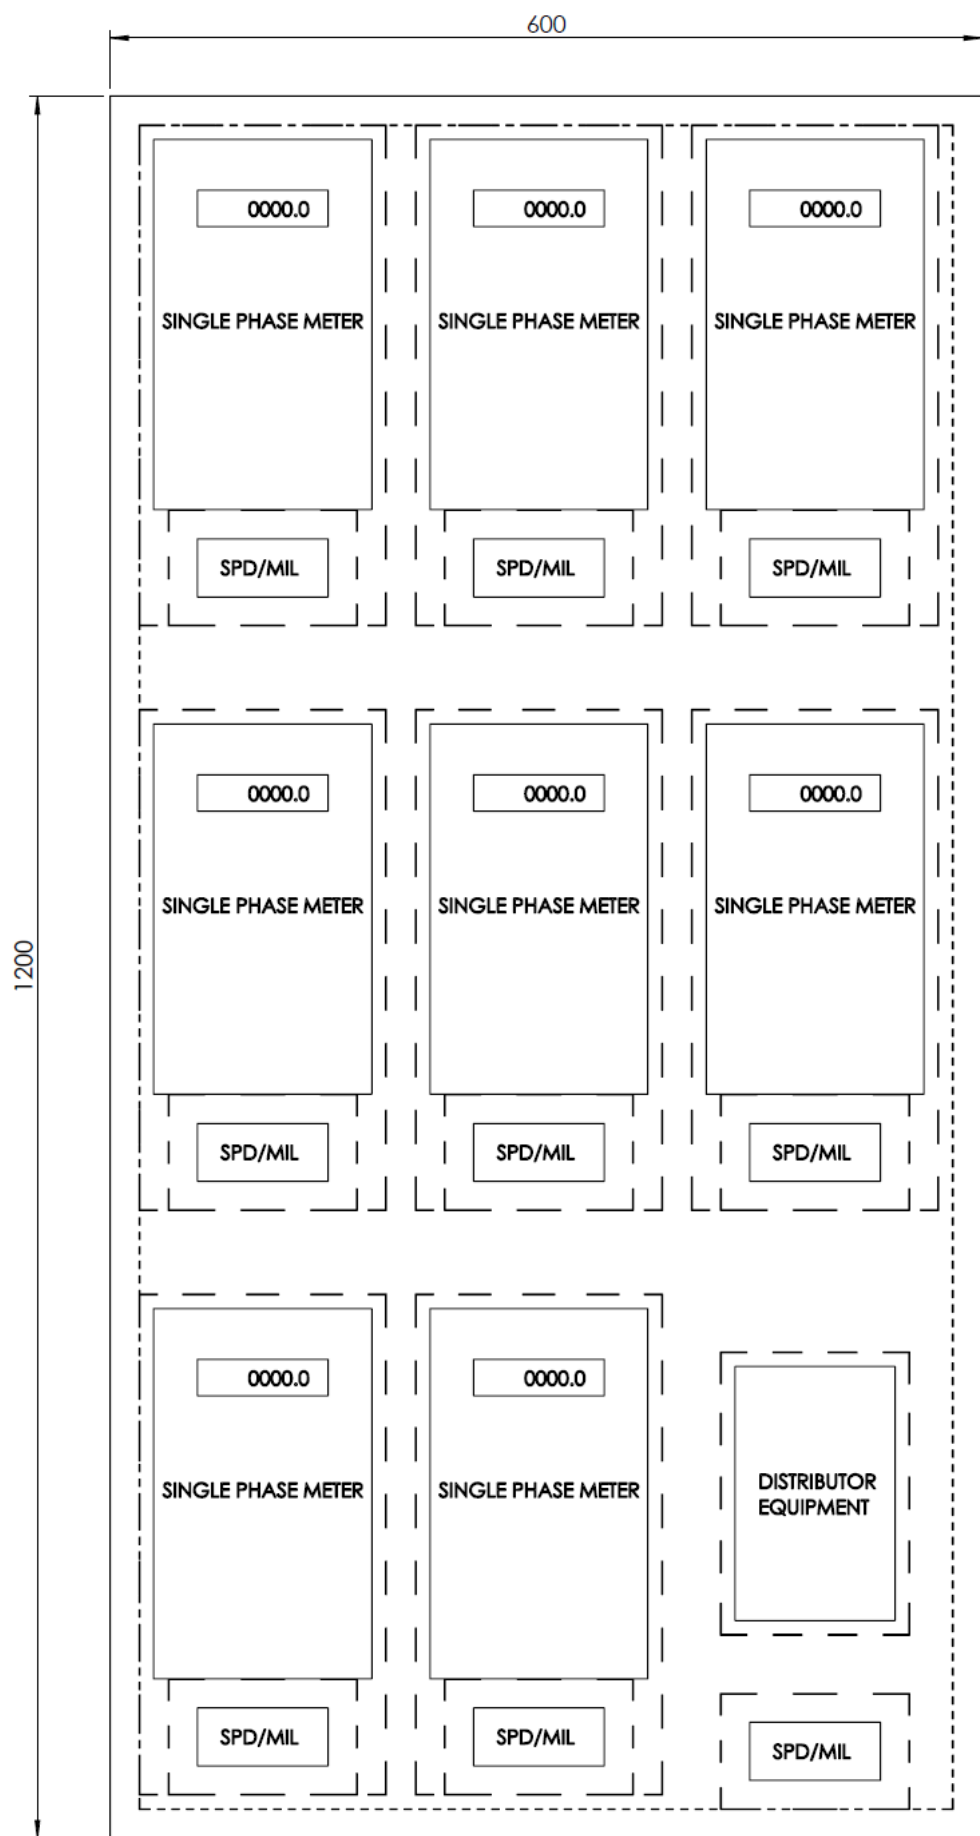 600
0000.0 0000.0 0000.0
SINGLE PHASE METER SINGLE PHASE METER SINGLE PHASE METER
SPD/MIL SPD/MIL SPD/MIL
0000.0 0000.0 0000.0
SINGLE PHASE METER SINGLE PHASE METER SINGLE PHASE METER
1200
SPD/MIL SPD/MIL SPD/MIL
0000.0 0000.0
SINGLE PHASE METER SINGLE PHASE METER
DISTRIBUTOR
EQUIPMENT
SPD/MIL SPD/MIL SPD/MIL